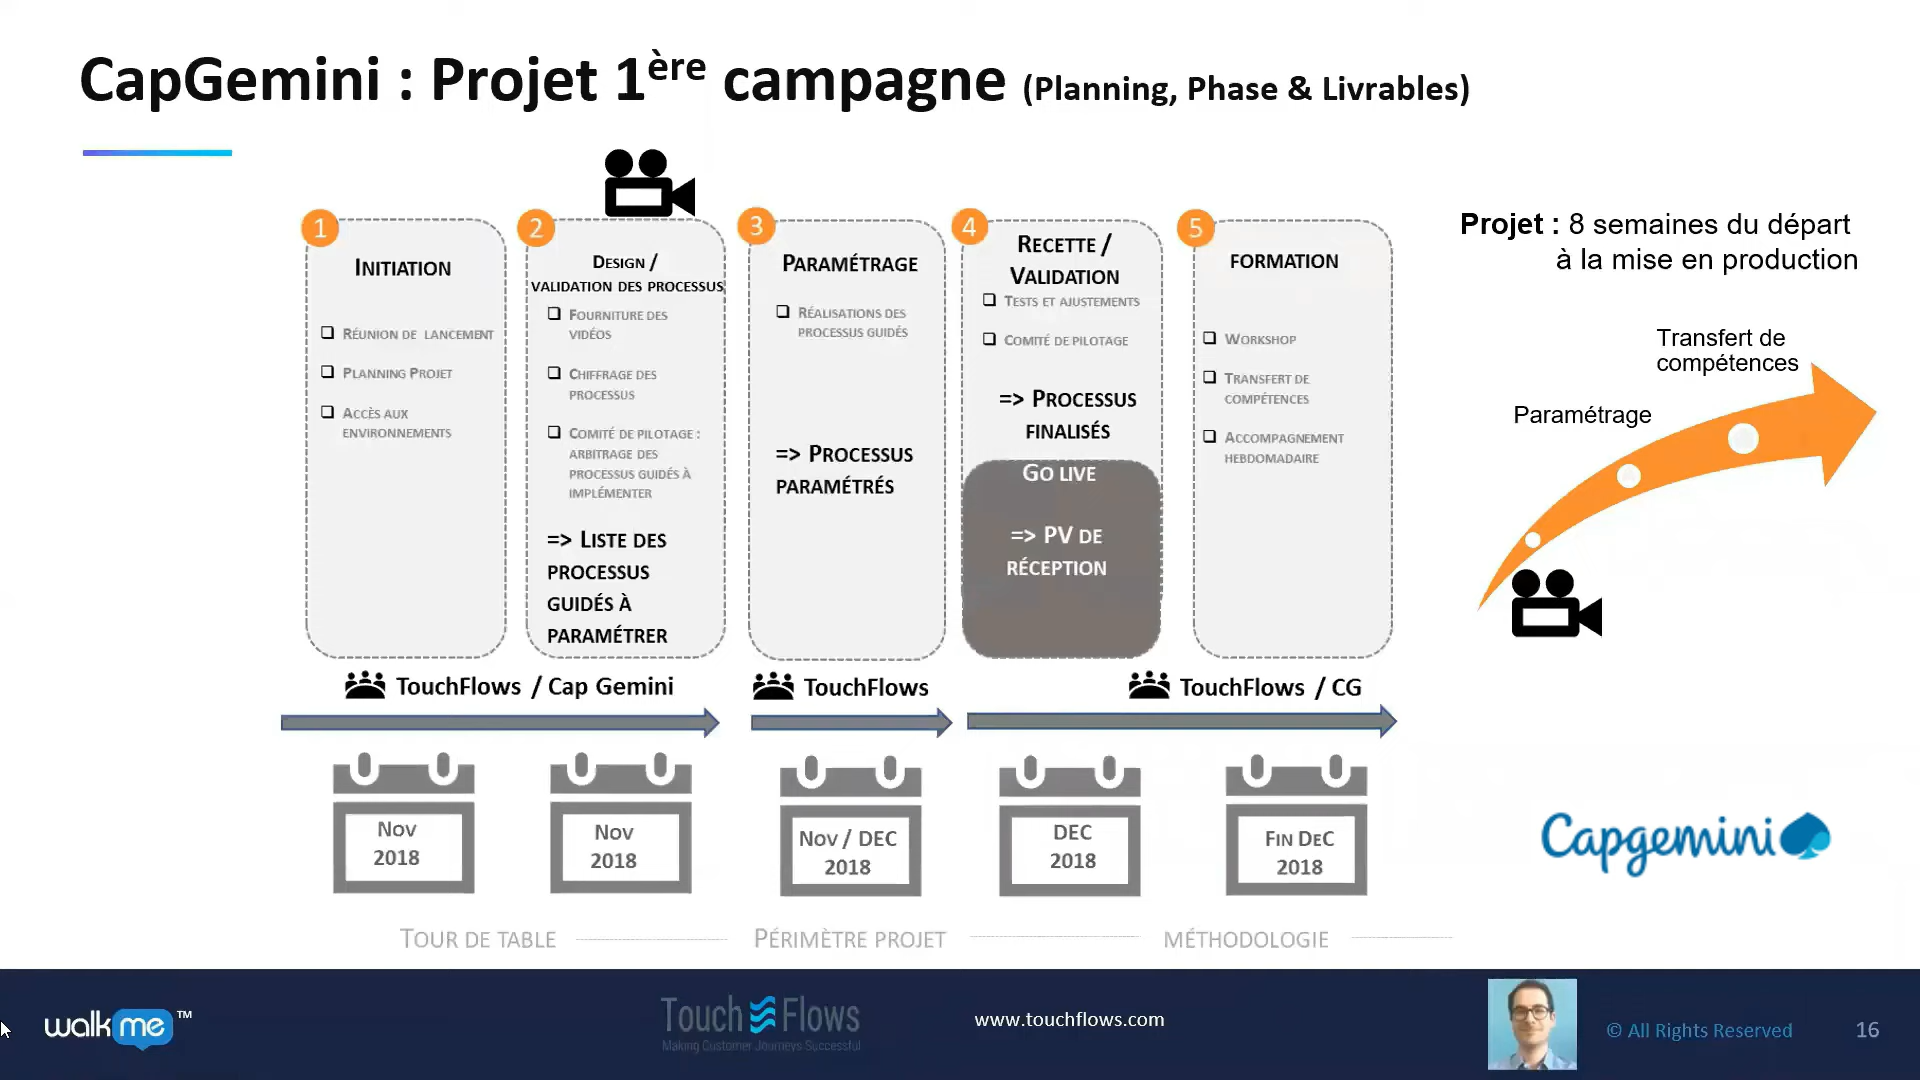 CapGemini : Projet 1ère campagne (Planning, Phase & Livrables)
1
INITIATION
RÉUNION DE LANCEMENT
PLANNING PROJET
ACCÈS AUX
ENVIRONNEMENTS
2
DESIGN /
VALIDATION DES PROCESSUS
FOURNITURE DES
VIDÉOS
CHIFFRAGE DES
PROCESSUS
COMITÉ DE PILOTAGE :
ARBITRAGE DES
PROCESSUS GUIDÉS À
IMPLÉMENTER
=> LISTE DES
PROCESSUS
GUIDÉS À
PARAMÉTRER
3
PARAMÉTRAGE
RÉALISATIONS DES
PROCESSUS GUIDÉS
=> PROCESSUS
PARAMÉTRÉS
4
RECETTE /
VALIDATION
TESTS ET AJUSTEMENTS
COMITÉ DE PILOTAGE
=> PROCESSUS
FINALISÉS
GO LIVE
=> PV DE
RÉCEPTION
5
FORMATION
WORKSHOP
TRANSFERT DE
COMPÉTENCES
ACCOMPAGNEMENT
HEBDOMADAIRE
Projet : 8 semaines du départ
à la mise en production
Transfert de
compétences
Paramétrage
TouchFlows / Cap Gemini
TouchFlows
TouchFlows / CG
NOV
2018
NOV
2018
NOV / DEC
2018
DEC
2018
FIN DEC
2018
Capgemini
TOUR DE TABLE
PÉRIMÈTRE PROJET
MÉTHODOLOGIE
walkme™
Touch Flows
Making Customer Journeys Successful
www.touchflows.com
© All Rights Reserved
16